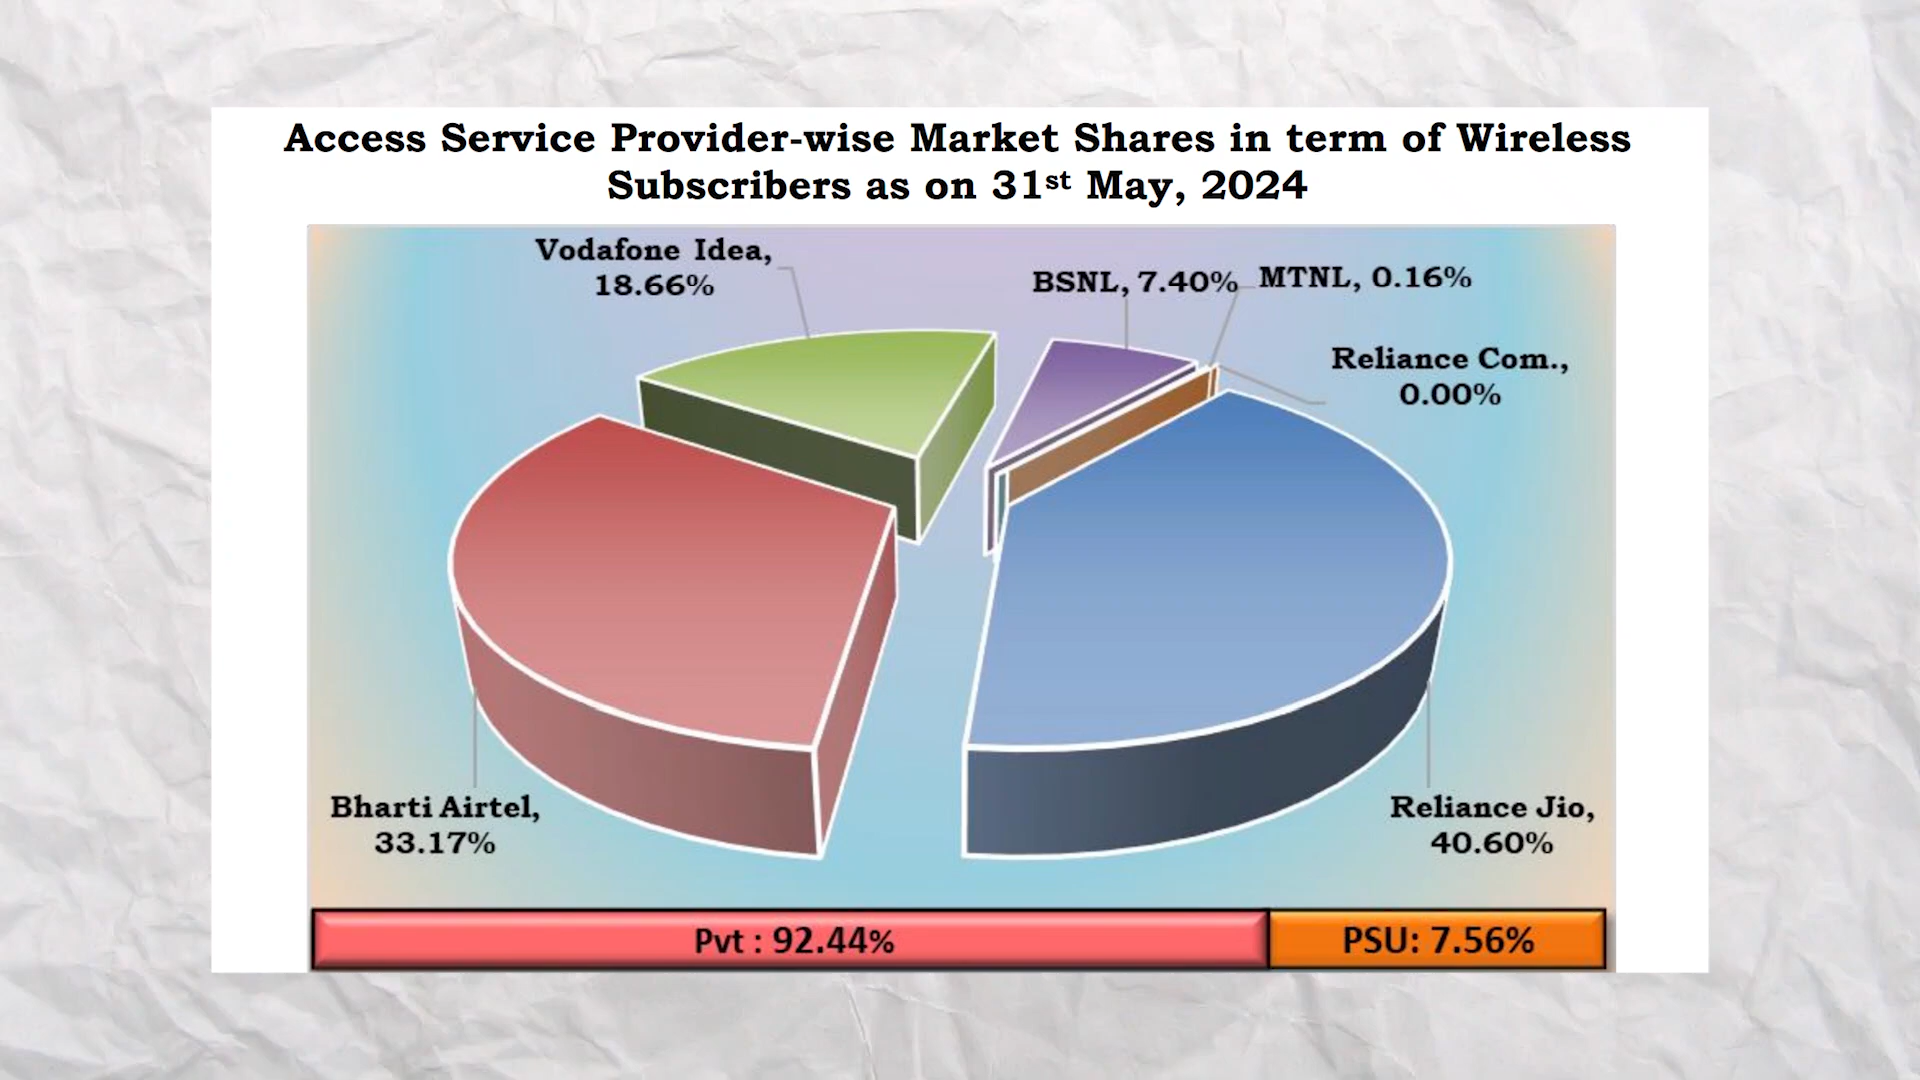 Access Service Provider-wise Market Shares in term of Wireless
Subscribers as on 31st May, 2024
Vodafone Idea,
18.66%
BSNL, 7.40%
MTNL, 0.16%
Reliance Com.,
0.00%
Bharti Airtel,
33.17%
Reliance Jio,
40.60%
Pvt : 92.44%
PSU: 7.56%